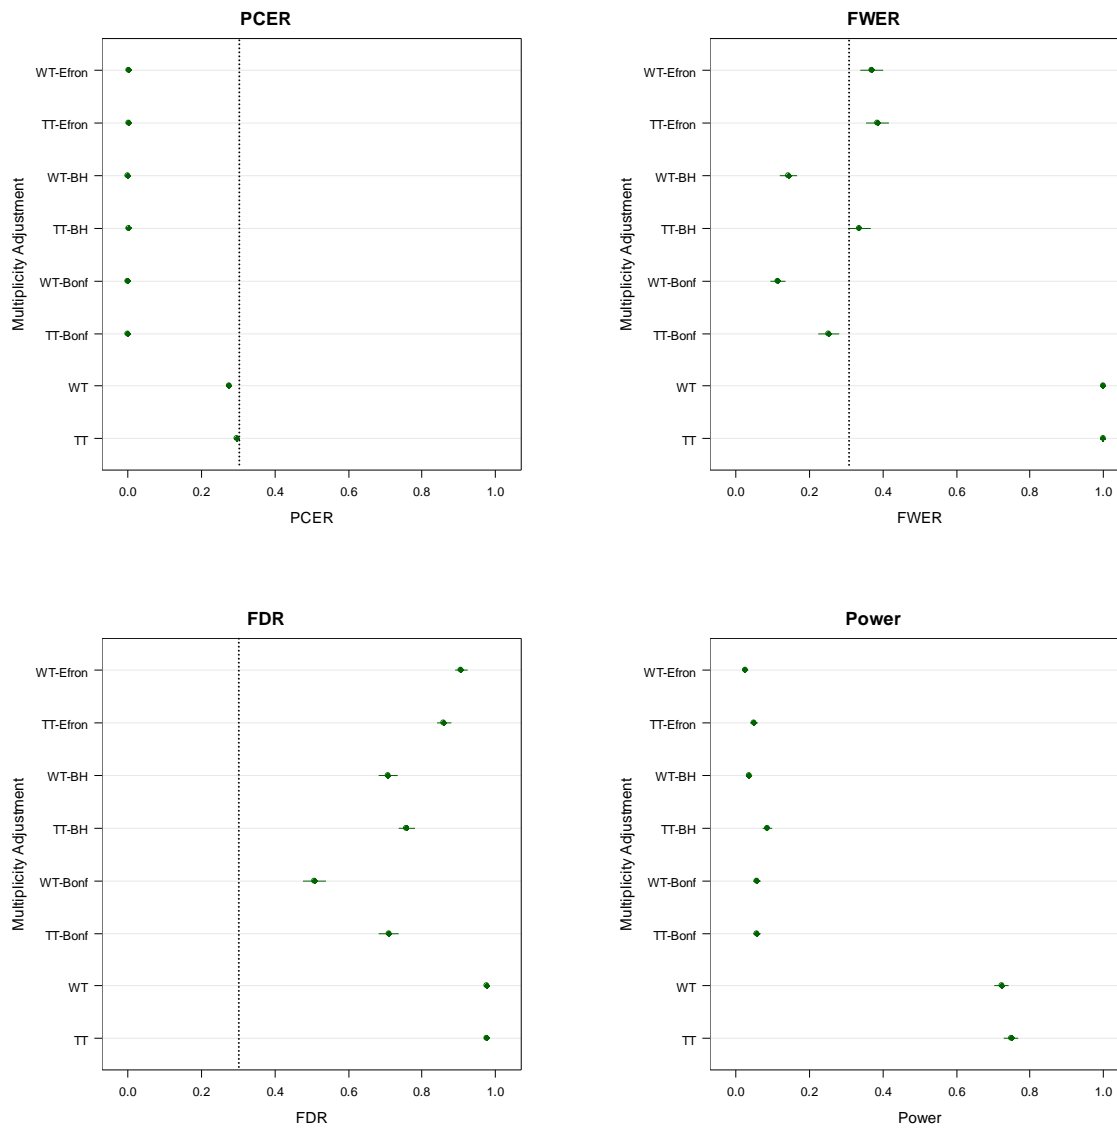 PCER
Multiplicity Adjustment
WT-Efron
TT-Efron
WT-BH
TT-BH
WT-Bonf
TT-Bonf
WT
TT
0.0 0.2 0.4 0.6 0.8 1.0
PCER
FWER
Multiplicity Adjustment
WT-Efron
TT-Efron
WT-BH
TT-BH
WT-Bonf
TT-Bonf
WT
TT
0.0 0.2 0.4 0.6 0.8 1.0
FWER
FDR
Multiplicity Adjustment
WT-Efron
TT-Efron
WT-BH
TT-BH
WT-Bonf
TT-Bonf
WT
TT
0.0 0.2 0.4 0.6 0.8 1.0
FDR
Power
Multiplicity Adjustment
WT-Efron
TT-Efron
WT-BH
TT-BH
WT-Bonf
TT-Bonf
WT
TT
0.0 0.2 0.4 0.6 0.8 1.0
Power